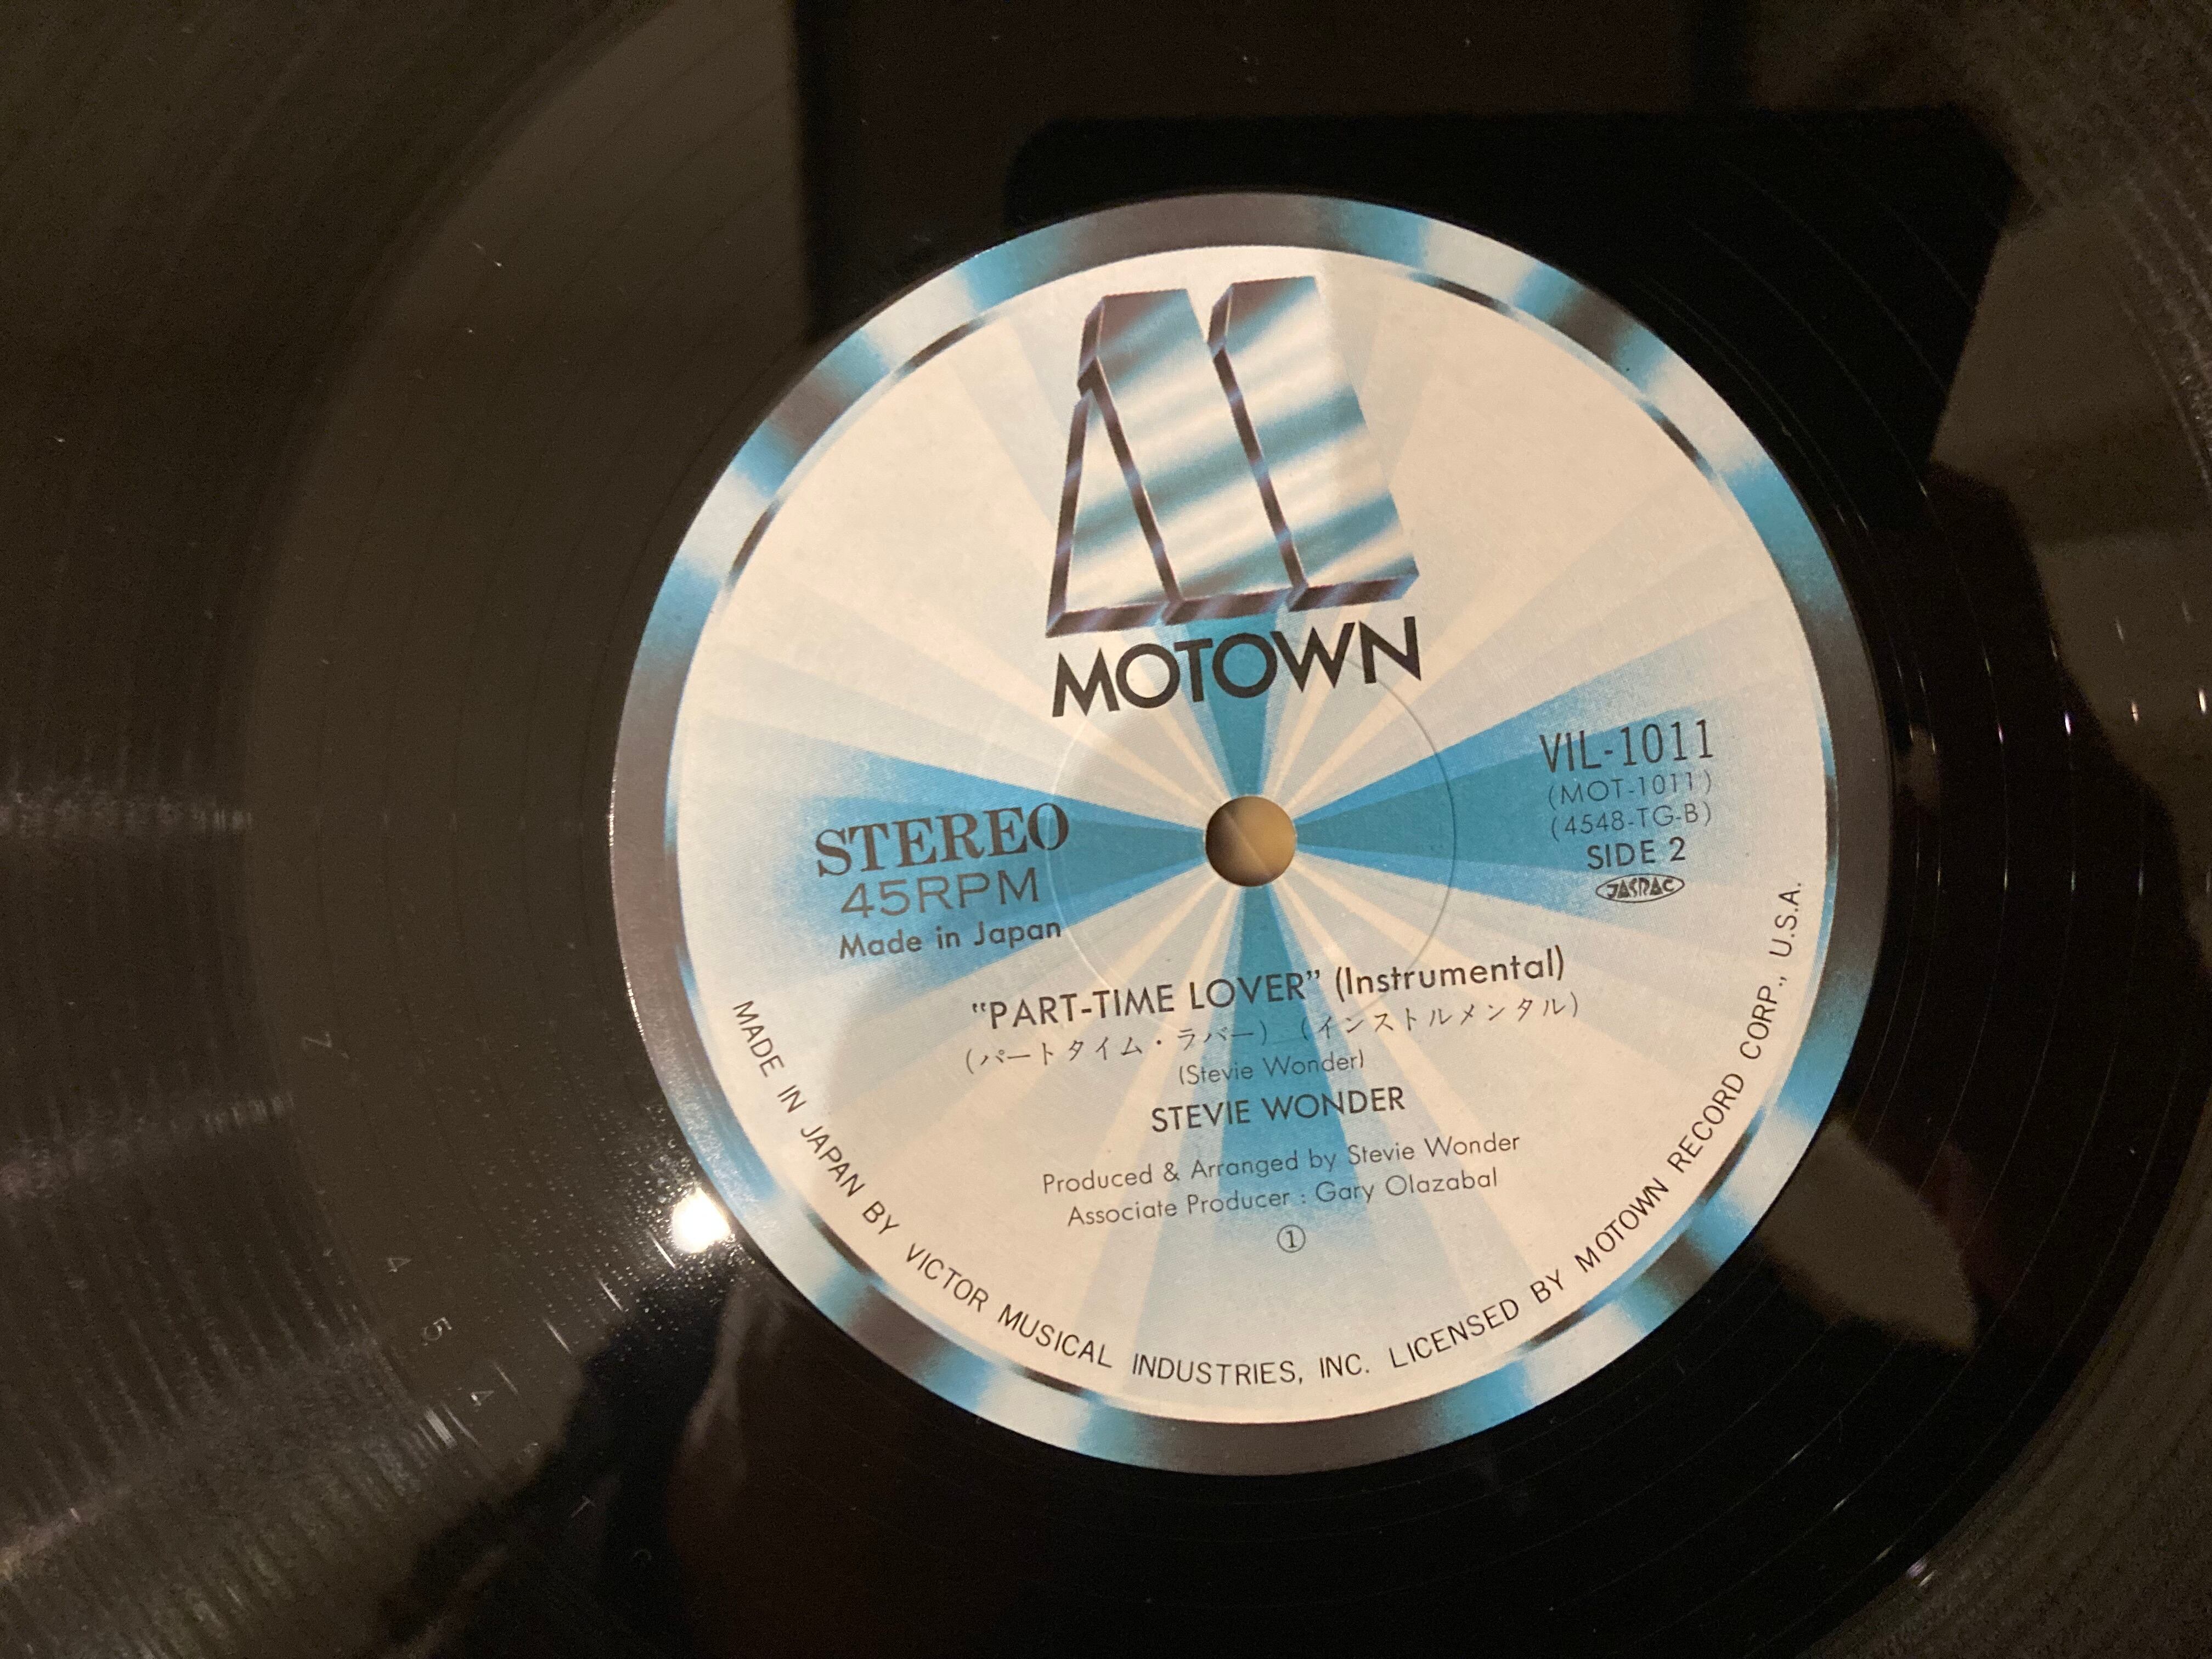 MOTOWN
VIL-1011
(MOT-1011)
(4548-TG-B)
SIDE 2
JASRAC
STEREO
45RPM
Made in Japan
"PART-TIME LOVER" (Instrumental)
(パートタイム・ラバー) (インストルメンタル)
(Stevie Wonder)
STEVIE WONDER
Produced & Arranged by Stevie Wonder
Associate Producer : Gary Olazabal
①
MADE IN JAPAN BY VICTOR MUSICAL INDUSTRIES, INC. LICENSED BY MOTOWN RECORD CORP., U.S.A.